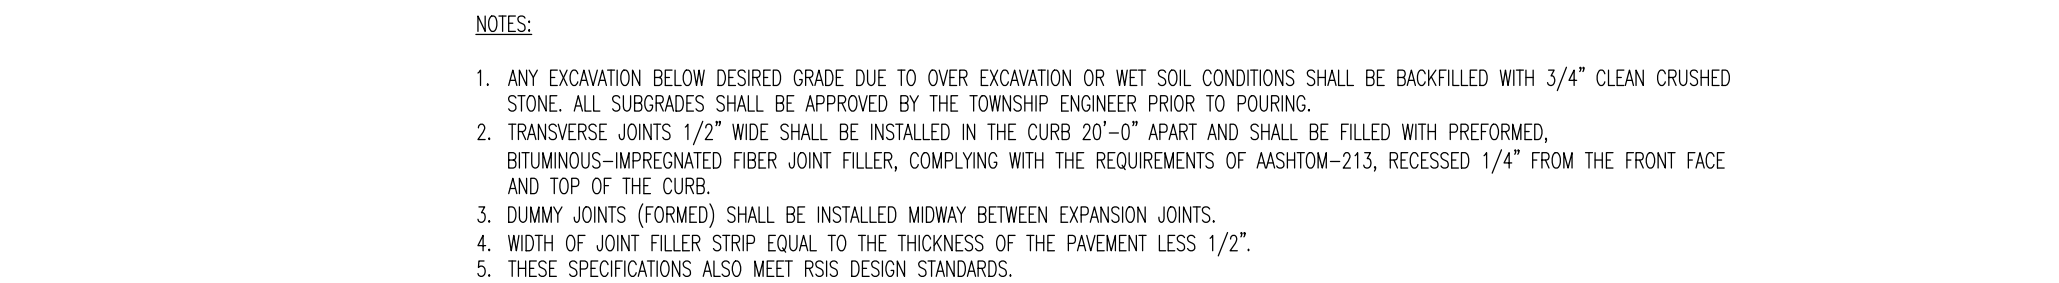 NOTES:
1. ANY EXCAVATION BELOW DESIRED GRADE DUE TO OVER EXCAVATION OR WET SOIL CONDITIONS SHALL BE BACKFILLED WITH 3/4" CLEAN CRUSHED
STONE. ALL SUBGRADES SHALL BE APPROVED BY THE TOWNSHIP ENGINEER PRIOR TO POURING.
2. TRANSVERSE JOINTS 1/2" WIDE SHALL BE INSTALLED IN THE CURB 20'-0" APART AND SHALL BE FILLED WITH PREFORMED,
BITUMINOUS-IMPREGNATED FIBER JOINT FILLER, COMPLYING WITH THE REQUIREMENTS OF AASHTOM-213, RECESSED 1/4" FROM THE FRONT FACE
AND TOP OF THE CURB.
3. DUMMY JOINTS (FORMED) SHALL BE INSTALLED MIDWAY BETWEEN EXPANSION JOINTS.
4. WIDTH OF JOINT FILLER STRIP EQUAL TO THE THICKNESS OF THE PAVEMENT LESS 1/2".
5. THESE SPECIFICATIONS ALSO MEET RSIS DESIGN STANDARDS.